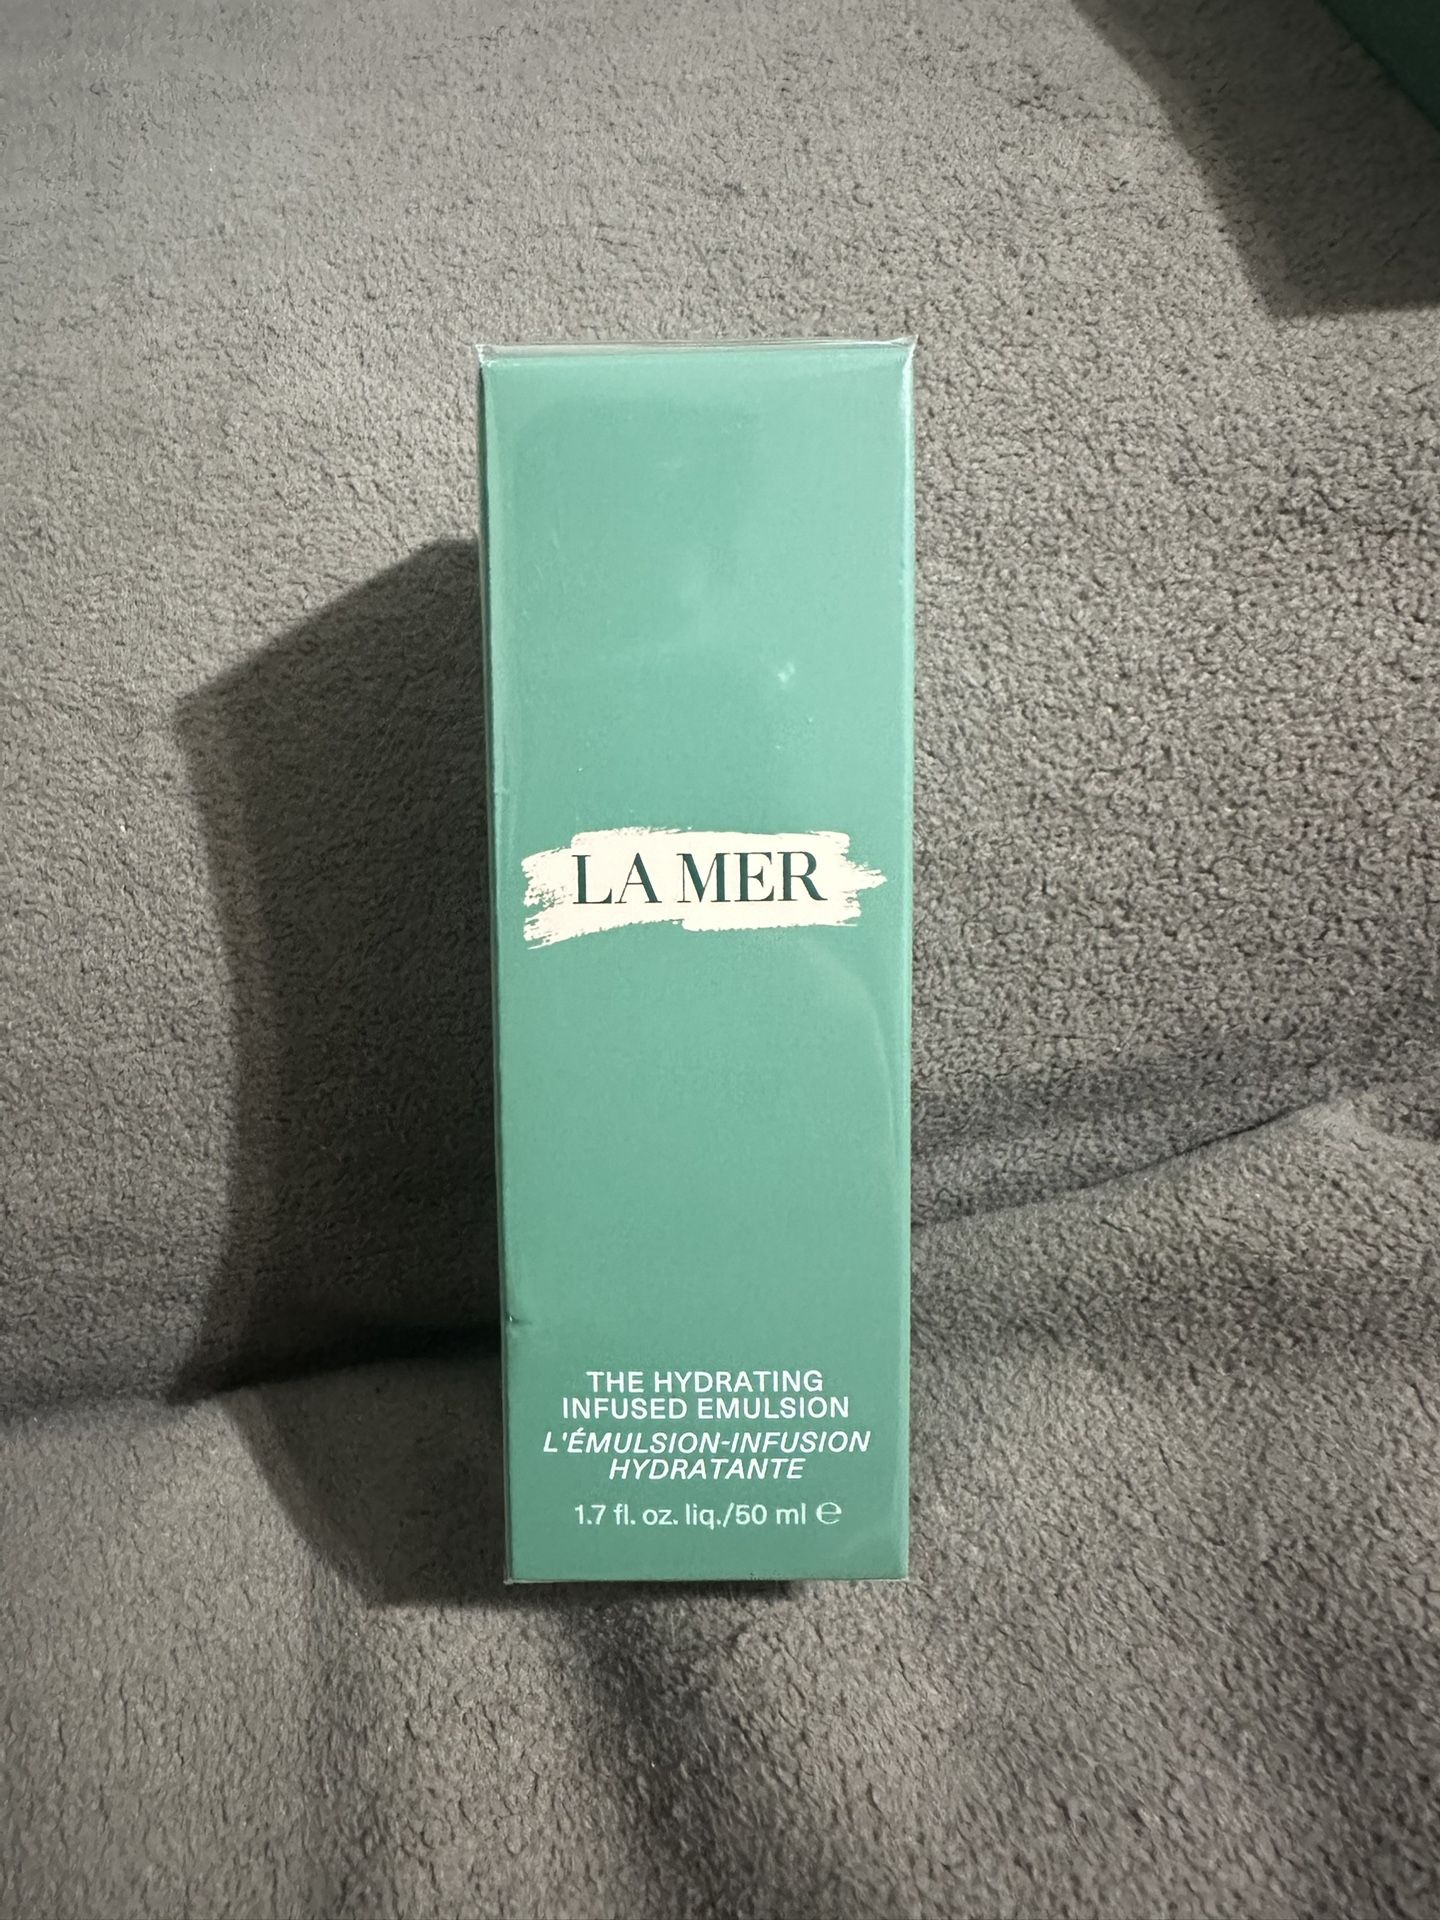 LA MER
THE HYDRATING
INFUSED EMULSION
L'ÉMULSION-INFUSION
HYDRATANTE
1.7 fl. oz. liq./50 ml ℮